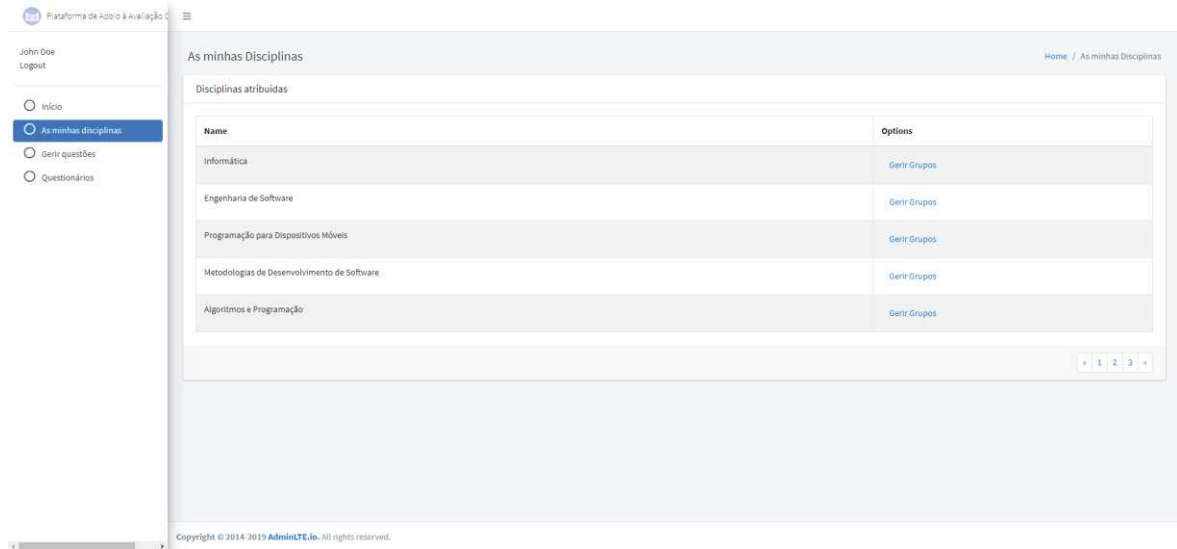 Plataforma de Apoio à Avaliação
John Doe
Logout
Início
As minhas disciplinas
Gerir questões
Questionários
As minhas Disciplinas
Home / As minhas Disciplinas
Disciplinas atribuidas
Name Options
Informática Gerir Grupos
Engenharia de Software Gerir Grupos
Programação para Dispositivos Móveis Gerir Grupos
Metodologias de Desenvolvimento de Software Gerir Grupos
Algoritmos e Programação Gerir Grupos
« 1 2 3 »
Copyright © 2014-2019 AdminLTE.io. All rights reserved.